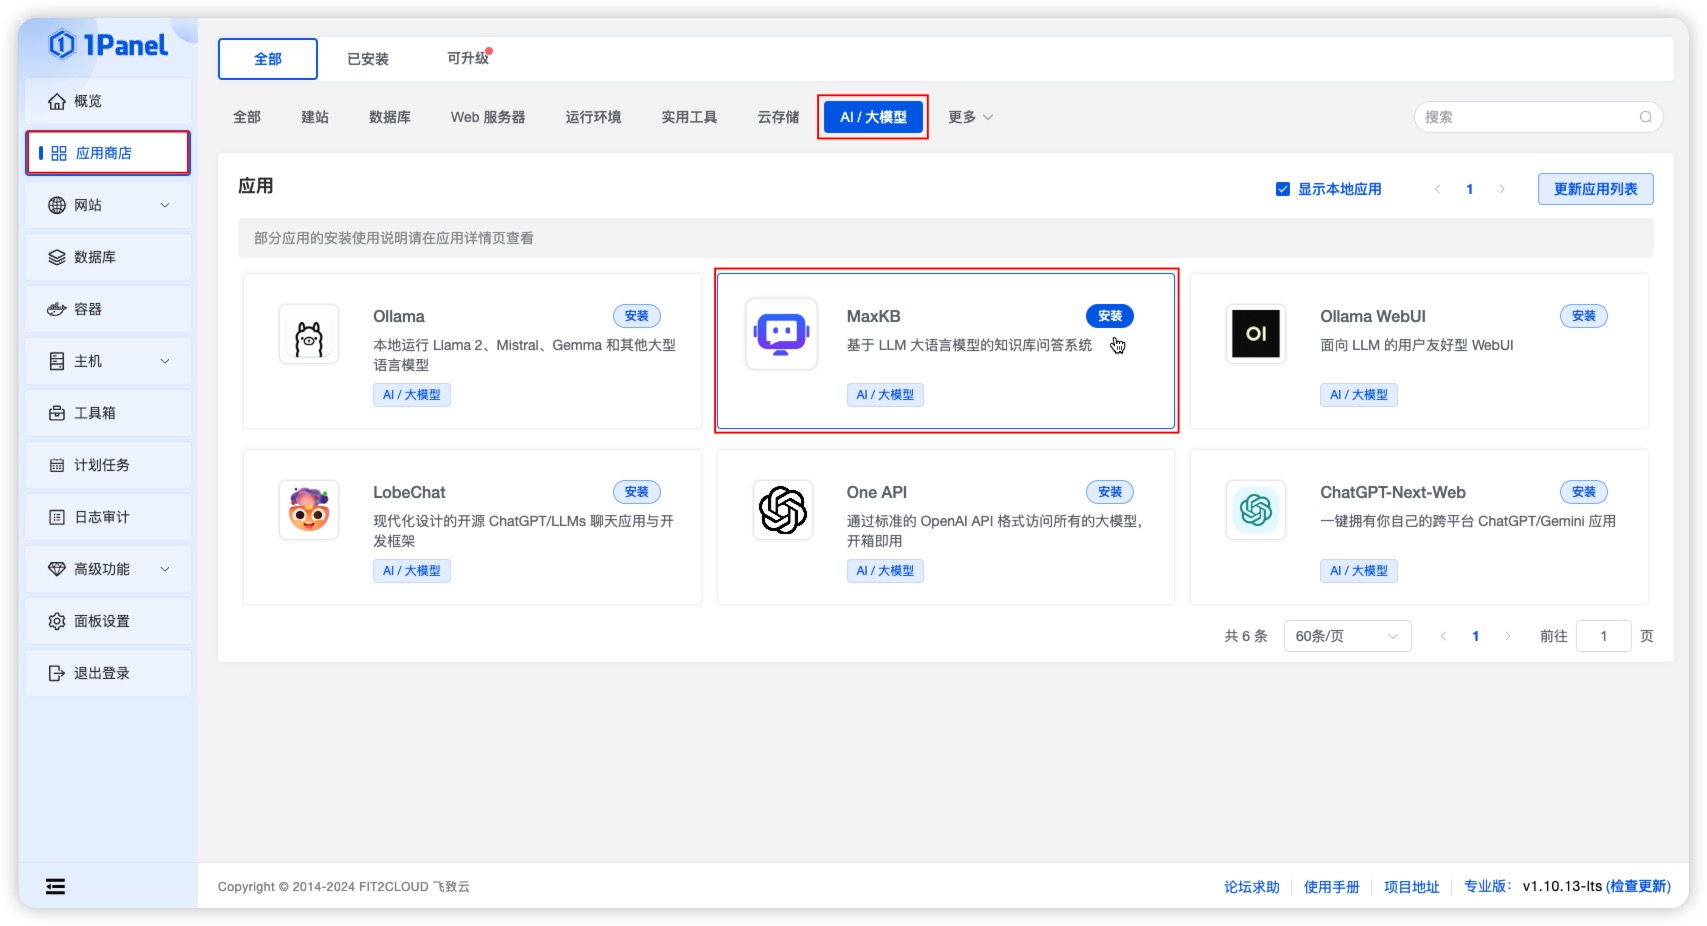 1Panel
概览
应用商店
网站
数据库
容器
主机
工具箱
计划任务
日志审计
高级功能
面板设置
退出登录
全部 已安装 可升级
全部 建站 数据库 Web 服务器 运行环境 实用工具 云存储 AI / 大模型 更多 搜索
应用 显示本地应用 1 更新应用列表
部分应用的安装使用说明请在应用详情页查看
Ollama 安装
本地运行 Llama 2、Mistral、Gemma 和其他大型
语言模型
AI / 大模型
MaxKB 安装
基于 LLM 大语言模型的知识库问答系统
AI / 大模型
OI
Ollama WebUI 安装
面向 LLM 的用户友好型 WebUI
AI / 大模型
LobeChat 安装
现代化设计的开源 ChatGPT/LLMs 聊天应用与开
发框架
AI / 大模型
One API 安装
通过标准的 OpenAI API 格式访问所有的大模型，
开箱即用
AI / 大模型
ChatGPT-Next-Web 安装
一键拥有你自己的跨平台 ChatGPT/Gemini 应用
AI / 大模型
共 6 条 60条/页 1 前往 1 页
Copyright © 2014-2024 FIT2CLOUD 飞致云 论坛求助 使用手册 项目地址 专业版： v1.10.13-lts (检查更新)